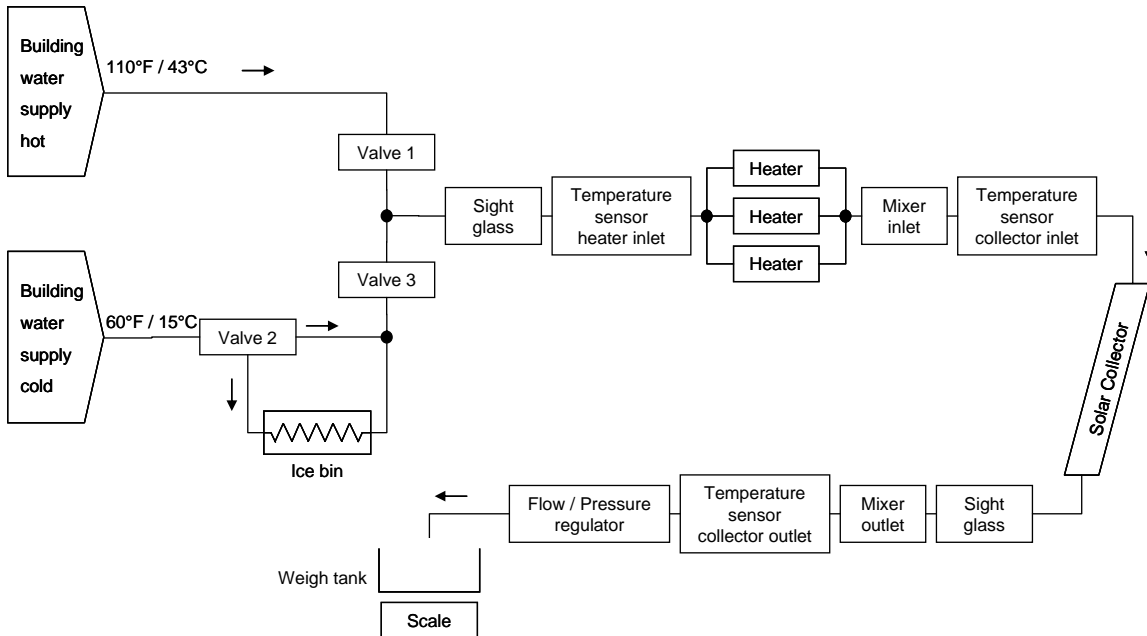 Building
water
supply
hot
110°F / 43°C
Valve 1
Sight
glass
Temperature
sensor
heater inlet
Heater
Heater
Heater
Mixer
inlet
Temperature
sensor
collector inlet
Valve 3
Building
water
supply
cold
60°F / 15°C
Valve 2
Ice bin
Solar Collector
Flow / Pressure
regulator
Temperature
sensor
collector outlet
Mixer
outlet
Sight
glass
Weigh tank
Scale